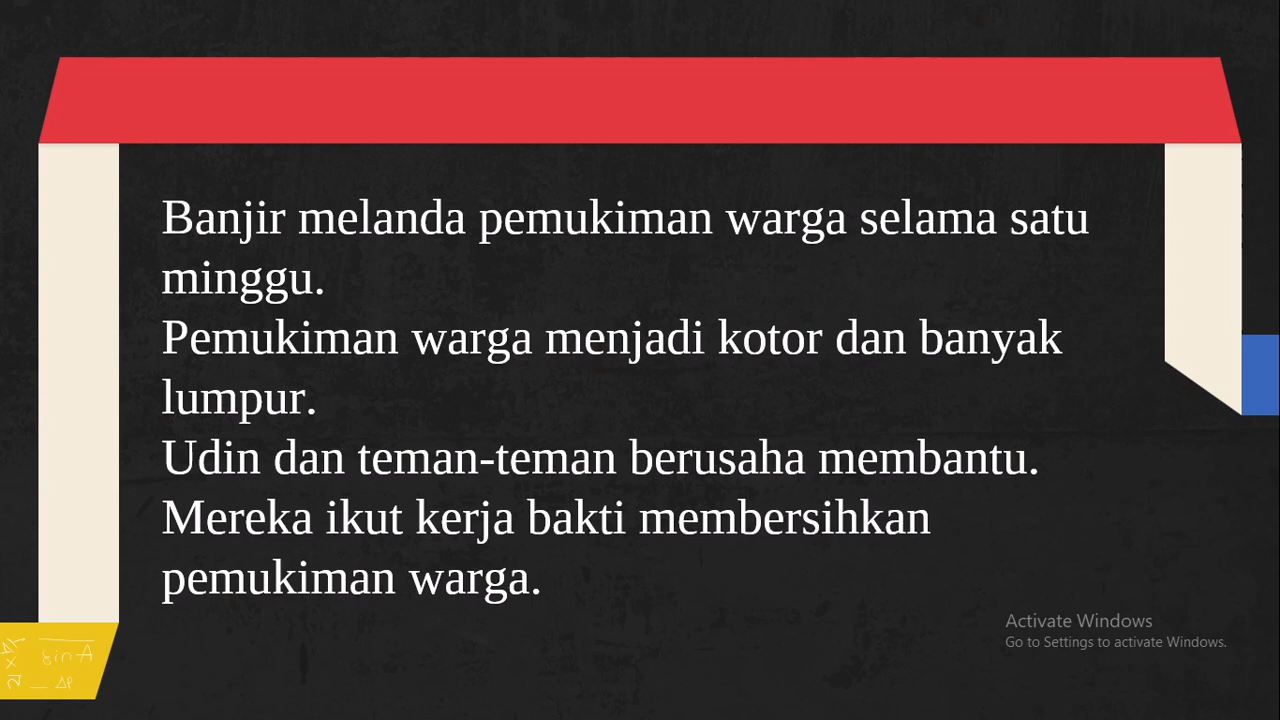 Banjir melanda pemukiman warga selama satu
minggu.
Pemukiman warga menjadi kotor dan banyak
lumpur.
Udin dan teman-teman berusaha membantu.
Mereka ikut kerja bakti membersihkan
pemukiman warga.
Activate Windows
Go to Settings to activate Windows.
sin A